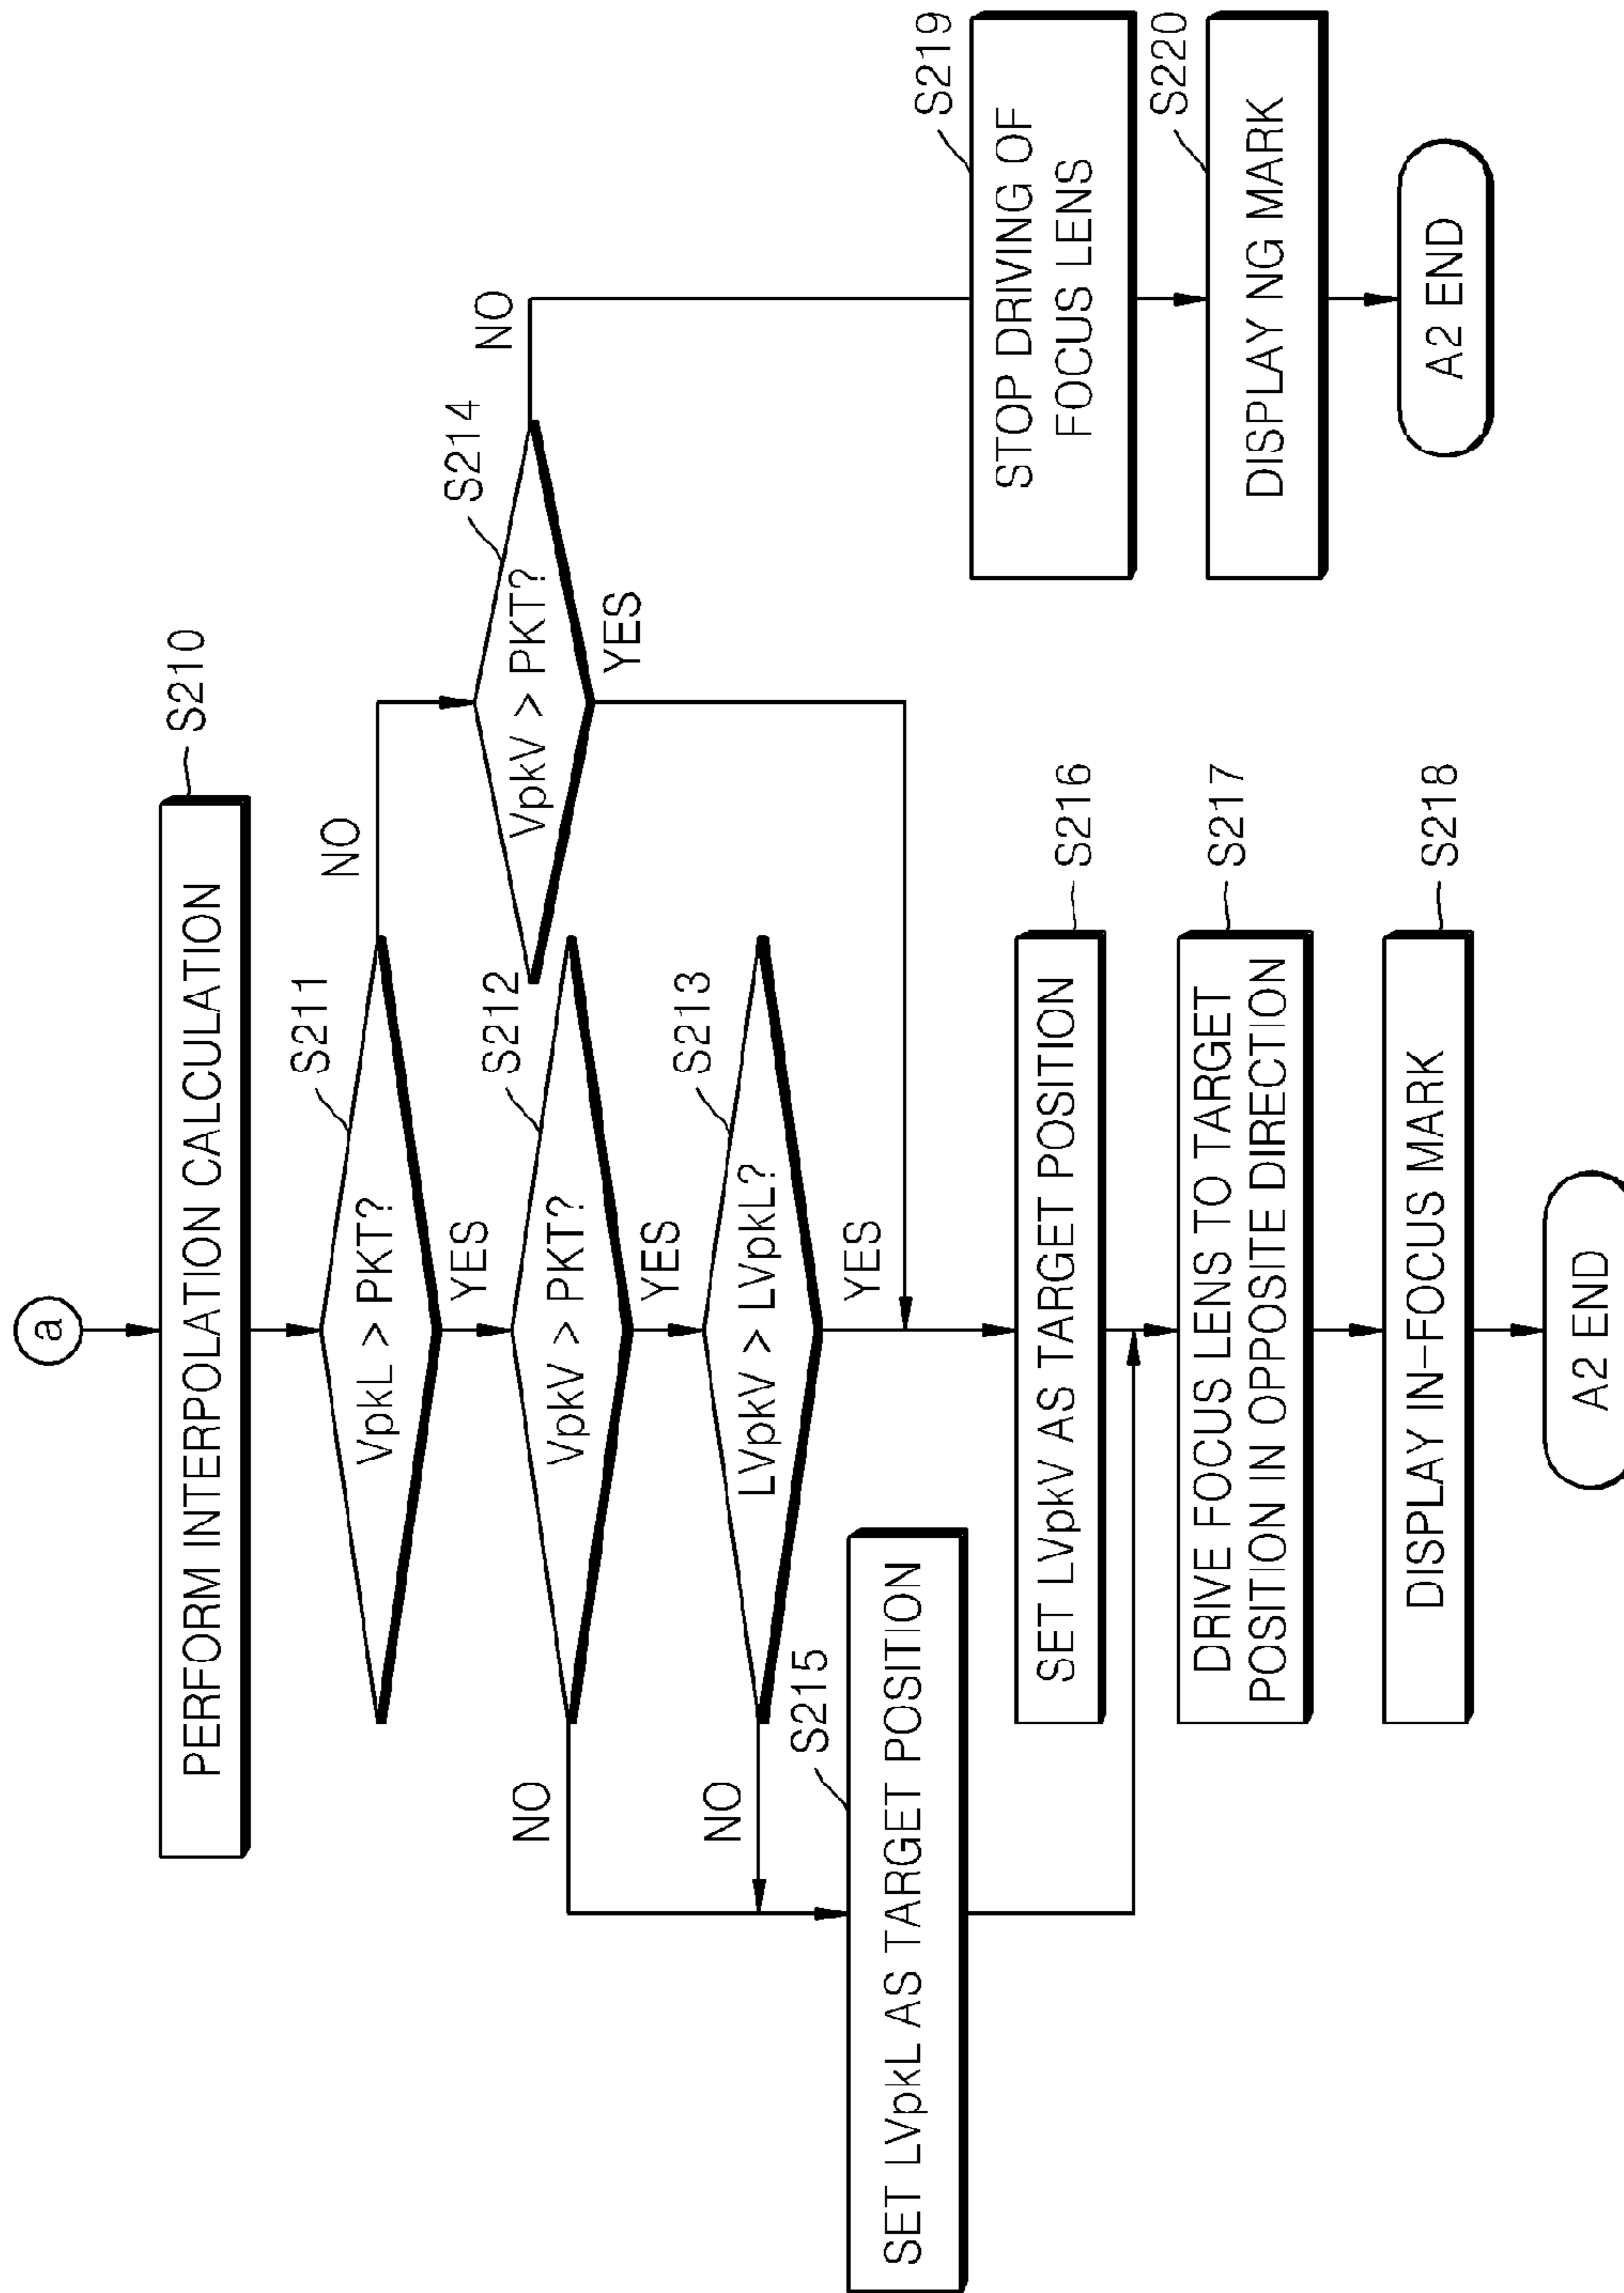 a
PERFORM INTERPOLATION CALCULATION
S210
VpkL > PKT?
S211
NO
YES
VpkV > PKT?
S212
NO
YES
VpkV > PKT?
S214
NO
YES
LVpkV > LVpkL?
S213
NO
YES
SET LVpkL AS TARGET POSITION
S215
SET LVpkV AS TARGET POSITION
S216
DRIVE FOCUS LENS TO TARGET
POSITION IN OPPOSITE DIRECTION
S217
DISPLAY IN-FOCUS MARK
S218
A2 END
STOP DRIVING OF
FOCUS LENS
S219
DISPLAY NG MARK
S220
A2 END